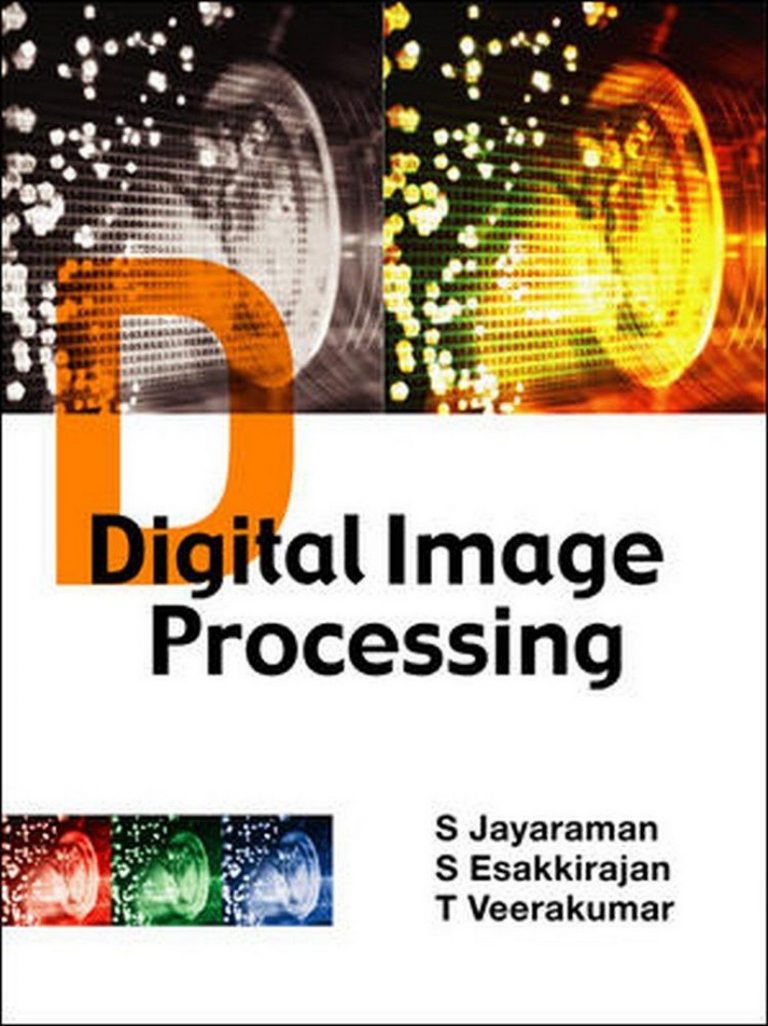 D
Digital Image
Processing
S Jayaraman
S Esakkirajan
T Veerakumar